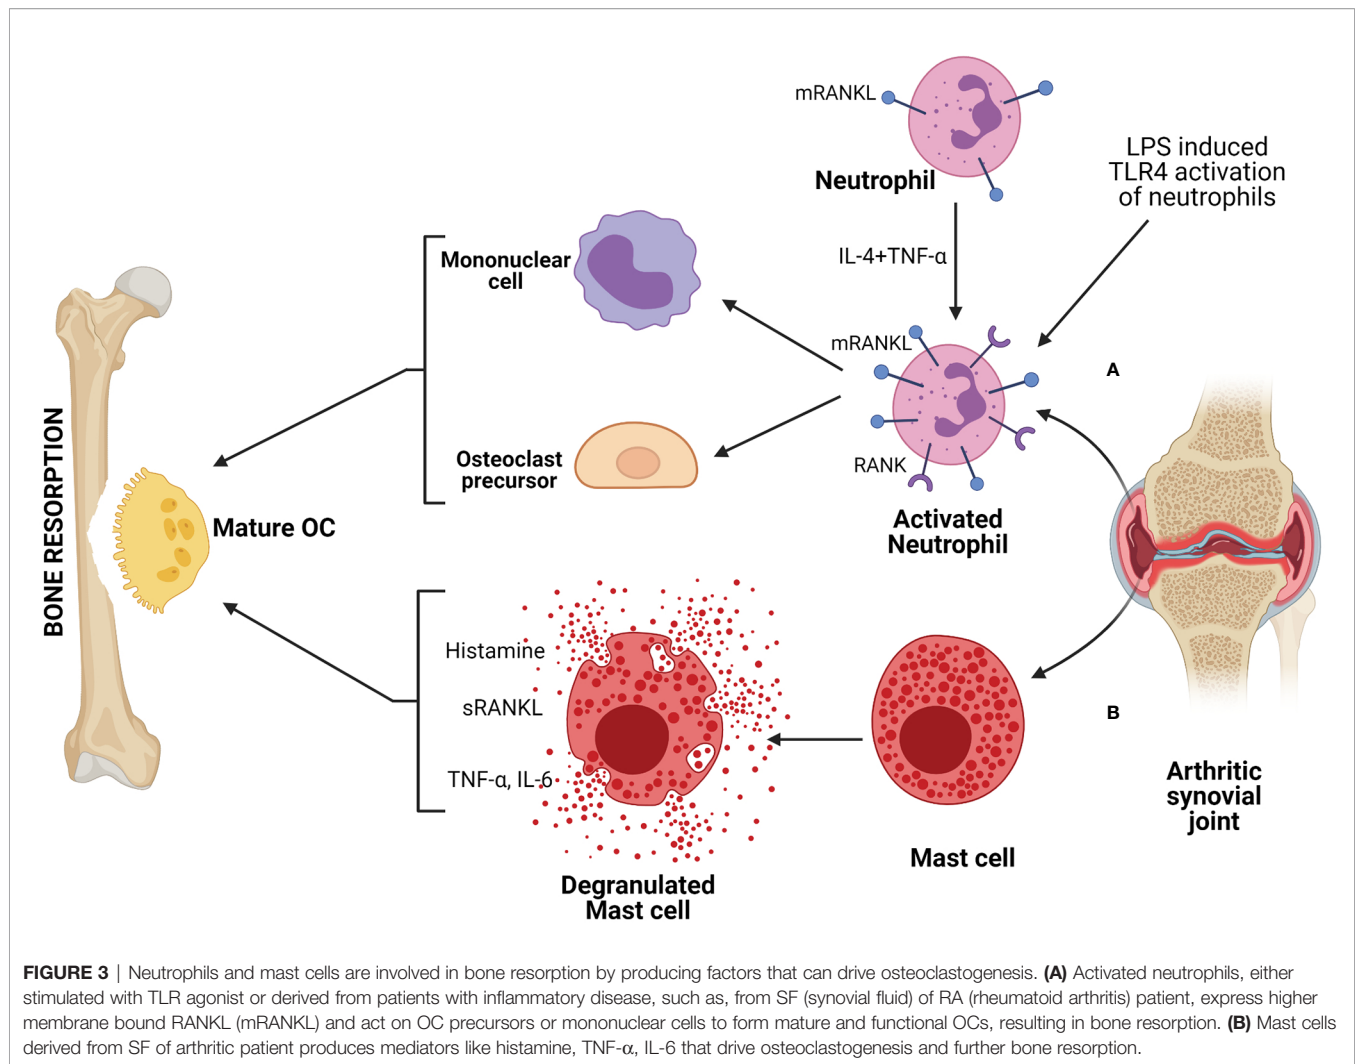 mRANKL
Neutrophil
LPS induced
TLR4 activation
of neutrophils
IL-4+TNF-α
Mononuclear
cell
mRANKL
A
BONE RESORPTION
Osteoclast
precursor
RANK
Mature OC
Activated
Neutrophil
Histamine
sRANKL
TNF-α, IL-6
B
Arthritic
synovial
joint
Mast cell
Degranulated
Mast cell
FIGURE 3 | Neutrophils and mast cells are involved in bone resorption by producing factors that can drive osteoclastogenesis. (A) Activated neutrophils, either
stimulated with TLR agonist or derived from patients with inflammatory disease, such as, from SF (synovial fluid) of RA (rheumatoid arthritis) patient, express higher
membrane bound RANKL (mRANKL) and act on OC precursors or mononuclear cells to form mature and functional OCs, resulting in bone resorption. (B) Mast cells
derived from SF of arthritic patient produces mediators like histamine, TNF-α, IL-6 that drive osteoclastogenesis and further bone resorption.